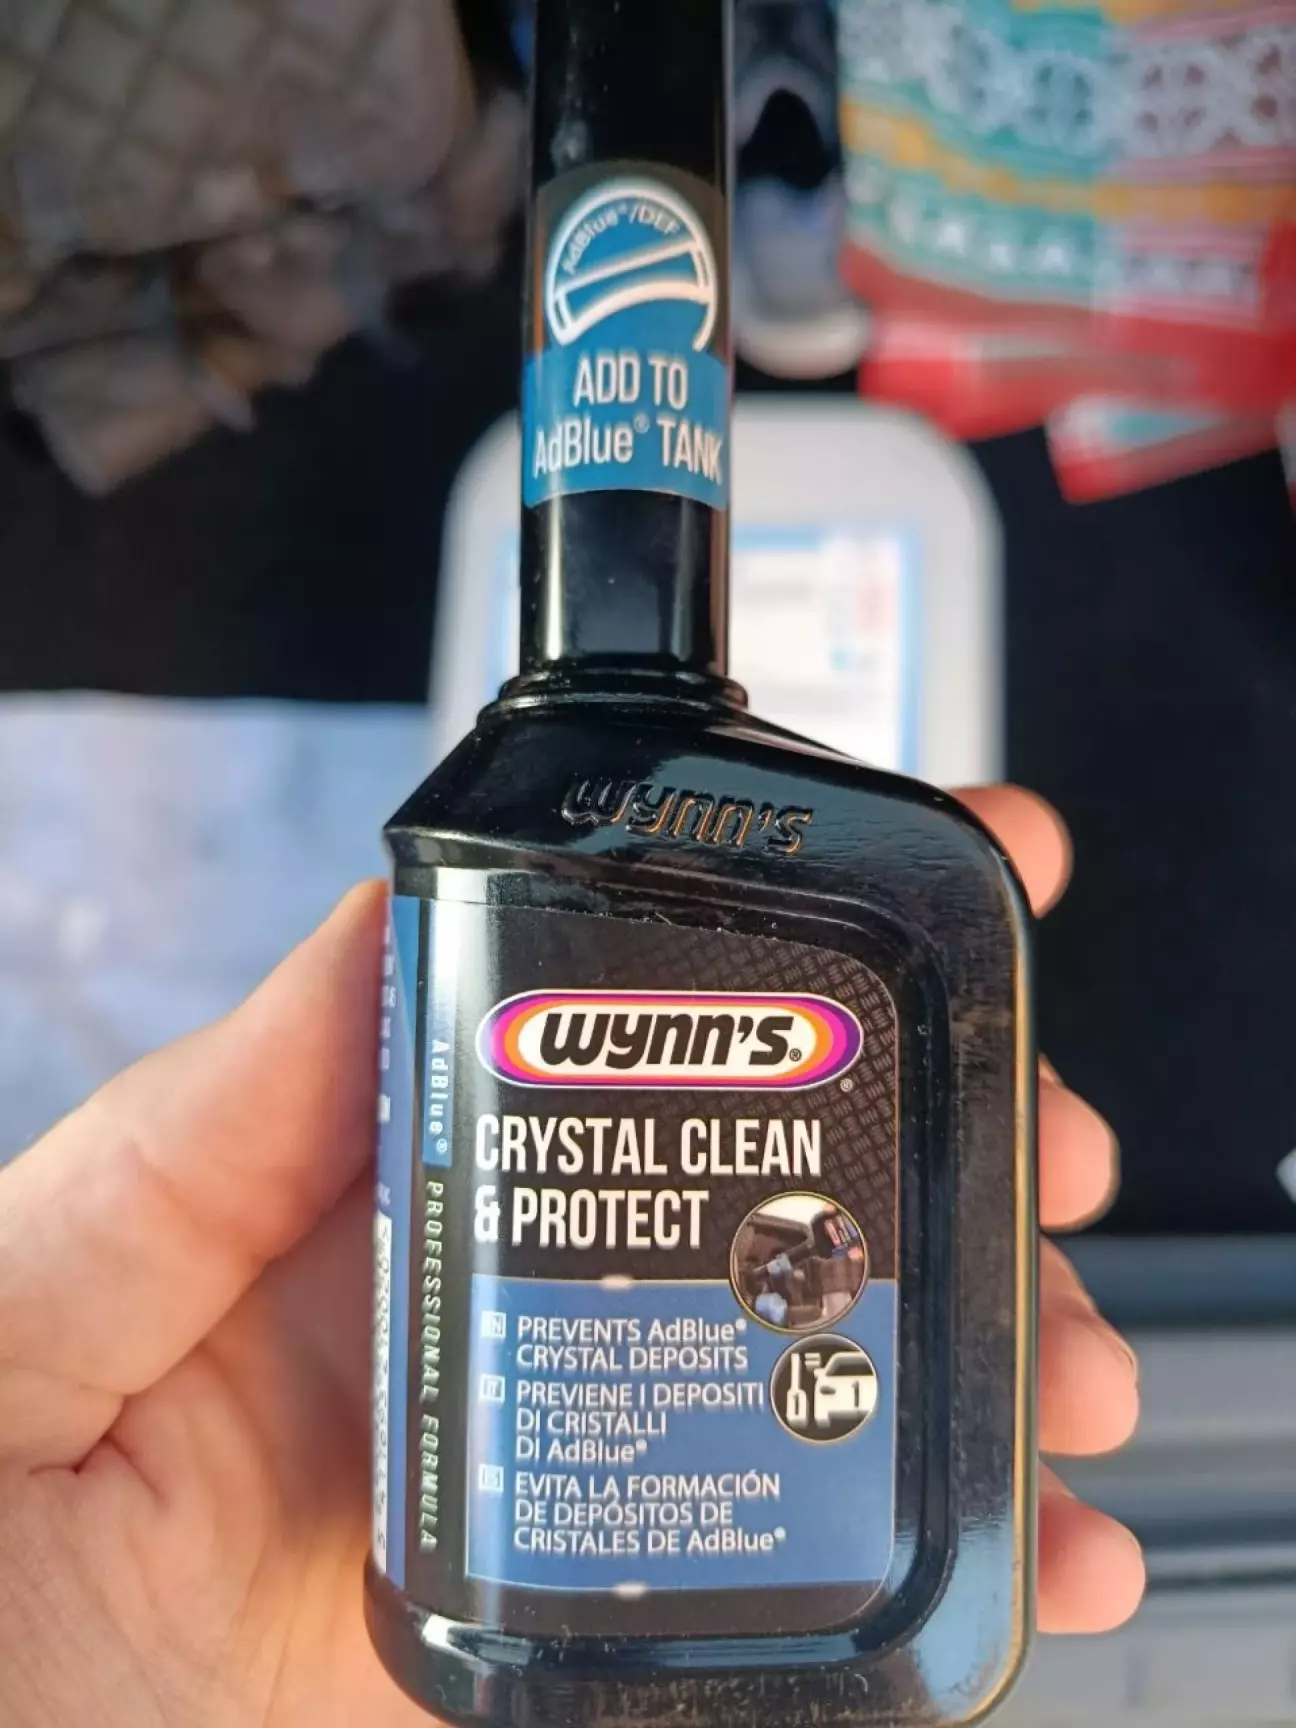 AdBlue®/DEF
ADD TO
AdBlue® TANK
wynn's
wynn's®
®
CRYSTAL CLEAN
& PROTECT
AdBlue® PROFESSIONAL FORMULA
EN PREVENTS AdBlue®
CRYSTAL DEPOSITS
IT PREVIENE I DEPOSITI
DI CRISTALLI
DI AdBlue®
ES EVITA LA FORMACIÓN
DE DEPÓSITOS DE
CRISTALES DE AdBlue®
1